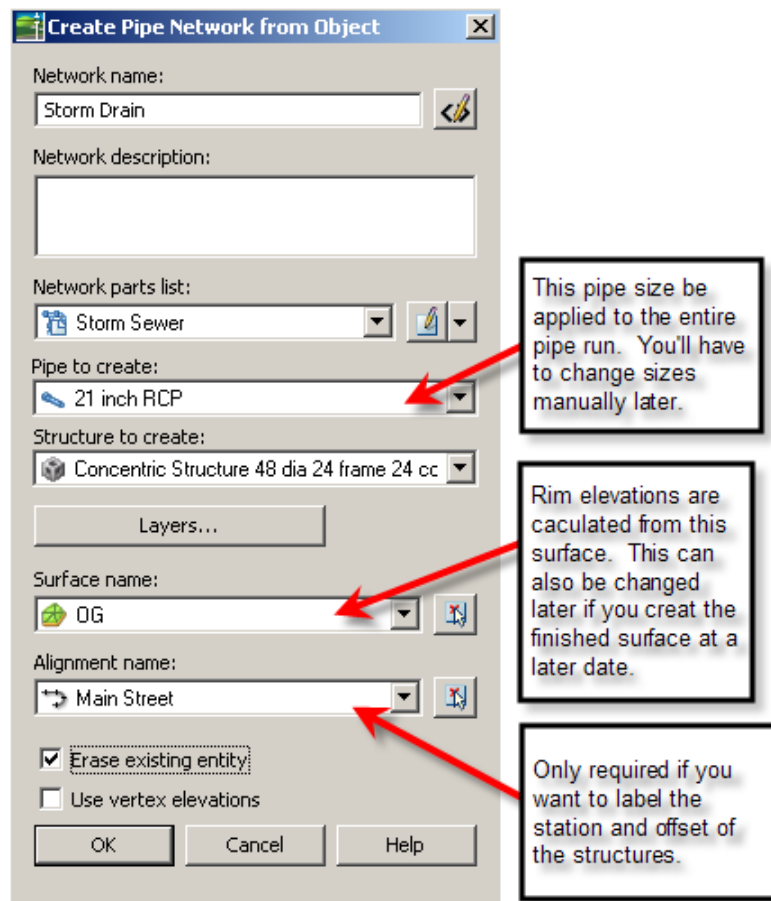 Create Pipe Network from Object
Network name:
Storm Drain
Network description:
Network parts list:
Storm Sewer
Pipe to create:
21 inch RCP
Structure to create:
Concentric Structure 48 dia 24 frame 24 cc
Layers...
Surface name:
OG
Alignment name:
Main Street
Erase existing entity
Use vertex elevations
OK
Cancel
Help
This pipe size be
applied to the entire
pipe run. You'll have
to change sizes
manually later.
Rim elevations are
caculated from this
surface. This can
also be changed
later if you creat the
finished surface at a
later date.
Only required if you
want to label the
station and offset of
the structures.